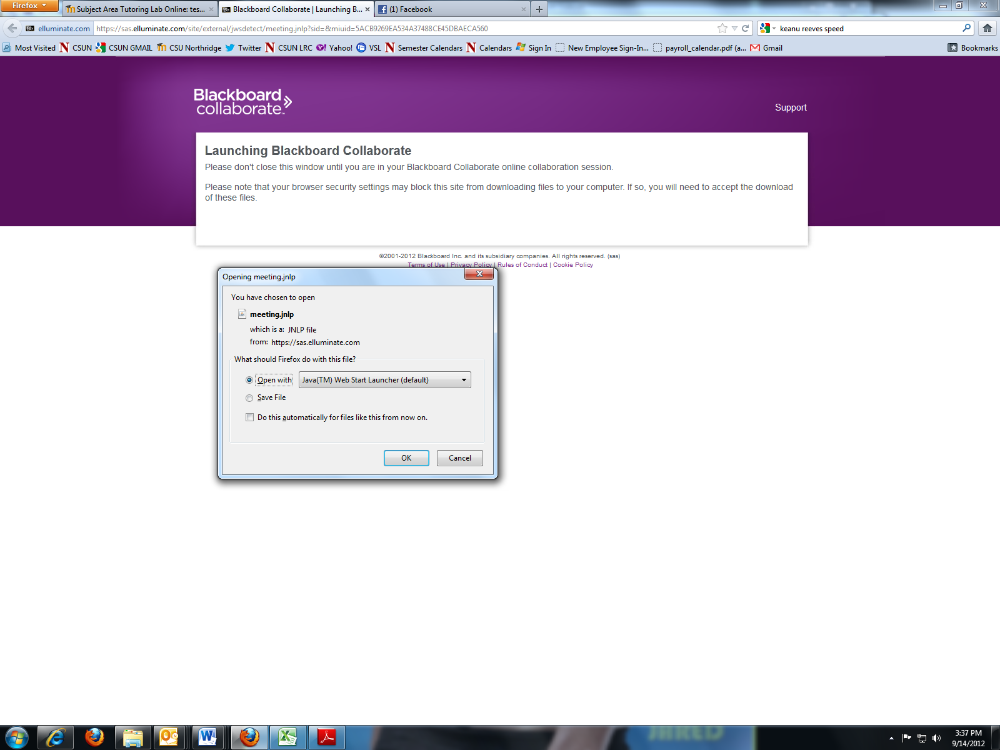 Firefox
Subject Area Tutoring Lab Online: tes...
Blackboard Collaborate | Launching B...
(1) Facebook
elluminate.com
https://sas.elluminate.com/site/external/jwsdetect/meeting.jnlp?sid=&miuid=5ACB9269EA534A37488CE45DBAECA560
keanu reeves speed
Most Visited CSUN CSUN GMAIL CSU Northridge Twitter CSUN LRC Yahoo! VSL Semester Calendars Calendars Sign In New Employee Sign-In... payroll_calendar.pdf (a... Gmail Bookmarks
Blackboard
collaborate™
Support
Launching Blackboard Collaborate
Please don't close this window until you are in your Blackboard Collaborate online collaboration session.
Please note that your browser security settings may block this site from downloading files to your computer. If so, you will need to accept the download
of these files.
©2001-2012 Blackboard Inc. and its subsidiary companies. All rights reserved. (sas)
Terms of Use | Privacy Policy | Rules of Conduct | Cookie Policy
Opening meeting.jnlp
You have chosen to open
meeting.jnlp
which is a: JNLP file
from: https://sas.elluminate.com
What should Firefox do with this file?
Open with Java(TM) Web Start Launcher (default)
Save File
Do this automatically for files like this from now on.
OK Cancel
JARED
3:37 PM
9/14/2012